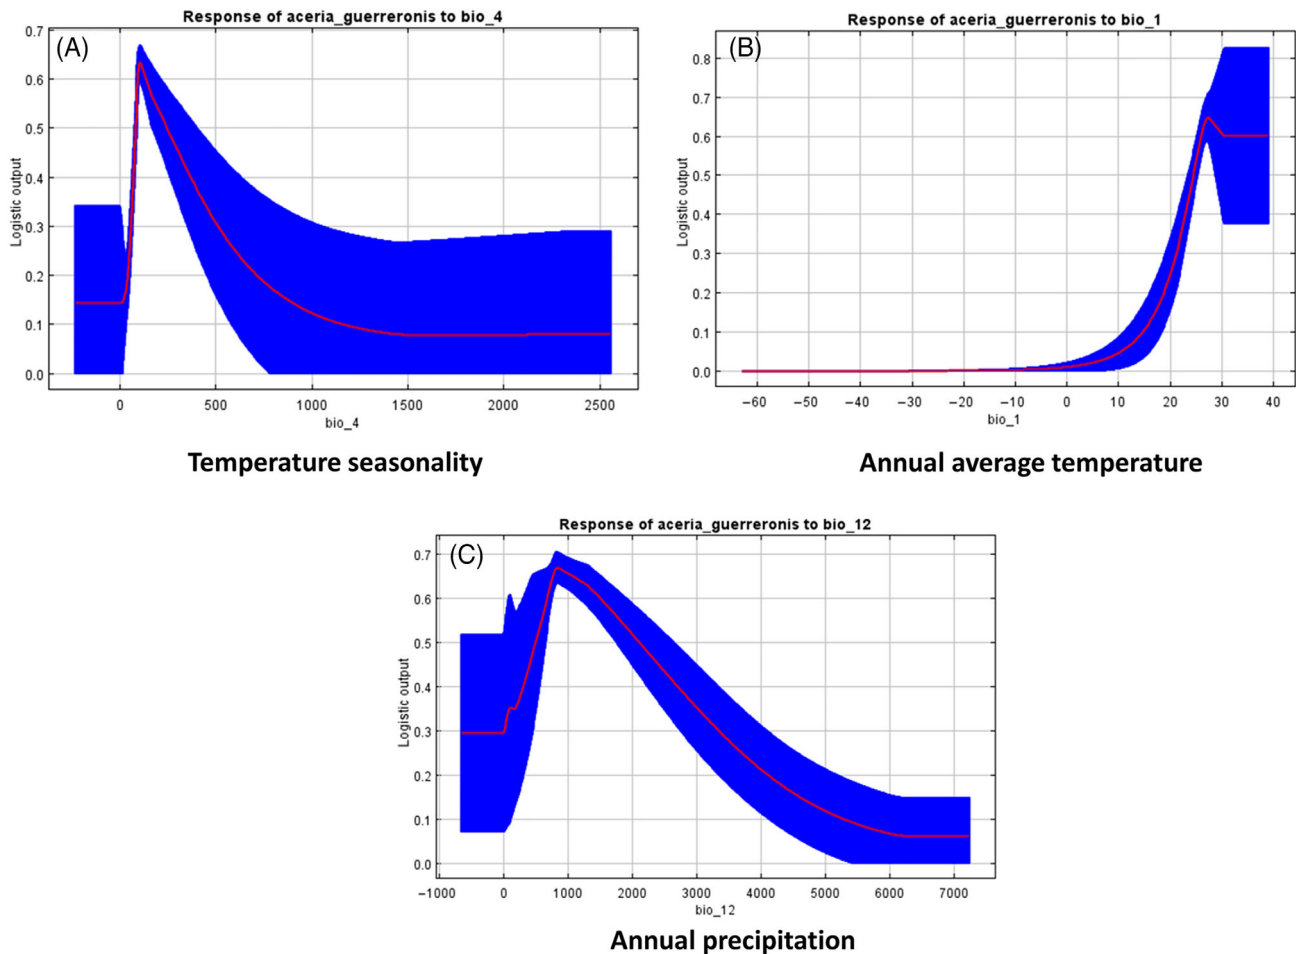 Response of aceria_guerreronis to bio_4
(A)
0.7
0.6
0.5
0.4
0.3
0.2
0.1
0.0
Logistic output
0 500 1000 1500 2000 2500
bio_4
Temperature seasonality
Response of aceria_guerreronis to bio_1
(B)
0.8
0.7
0.6
0.5
0.4
0.3
0.2
0.1
0.0
Logistic output
−60 −50 −40 −30 −20 −10 0 10 20 30 40
bio_1
Annual average temperature
Response of aceria_guerreronis to bio_12
(C)
0.7
0.6
0.5
0.4
0.3
0.2
0.1
0.0
Logistic output
−1000 0 1000 2000 3000 4000 5000 6000 7000
bio_12
Annual precipitation